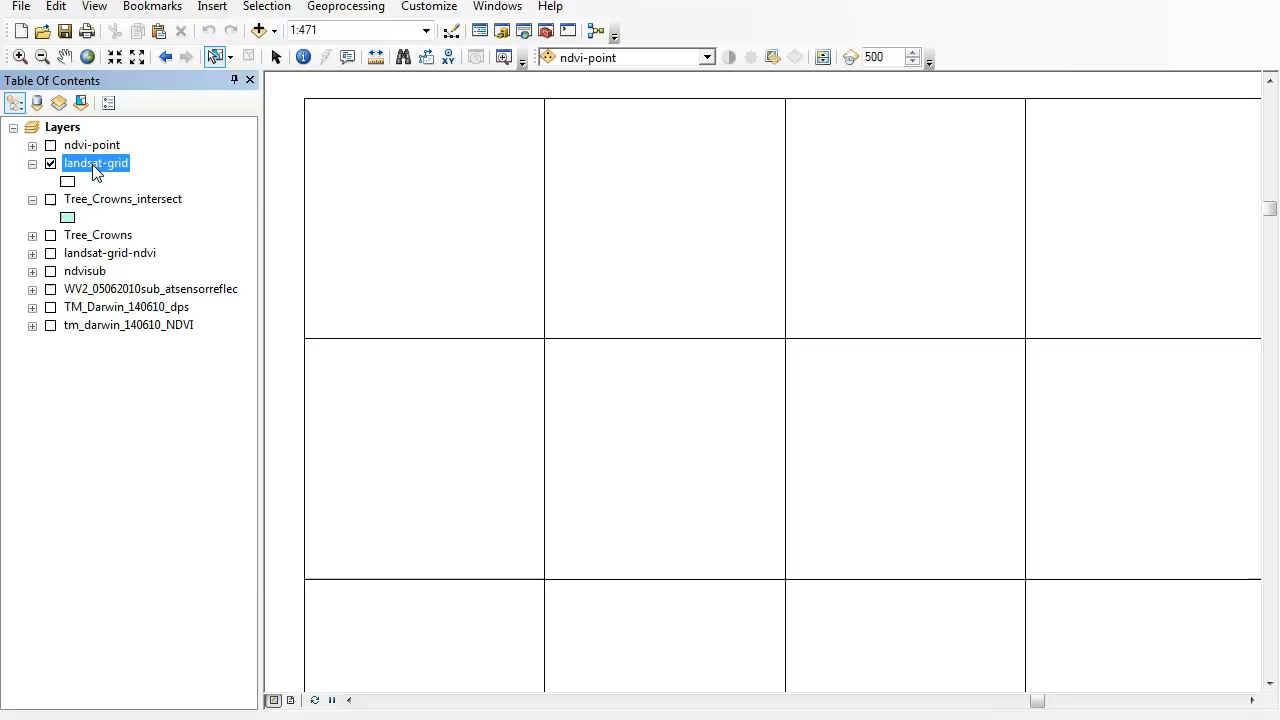 File Edit View Bookmarks Insert Selection Geoprocessing Customize Windows Help
1:471
ndvi-point 500
Table Of Contents
Layers
ndvi-point
landsat-grid
Tree_Crowns_intersect
Tree_Crowns
landsat-grid-ndvi
ndvisub
WV2_05062010sub_atsensorreflec
TM_Darwin_140610_dps
tm_darwin_140610_NDVI